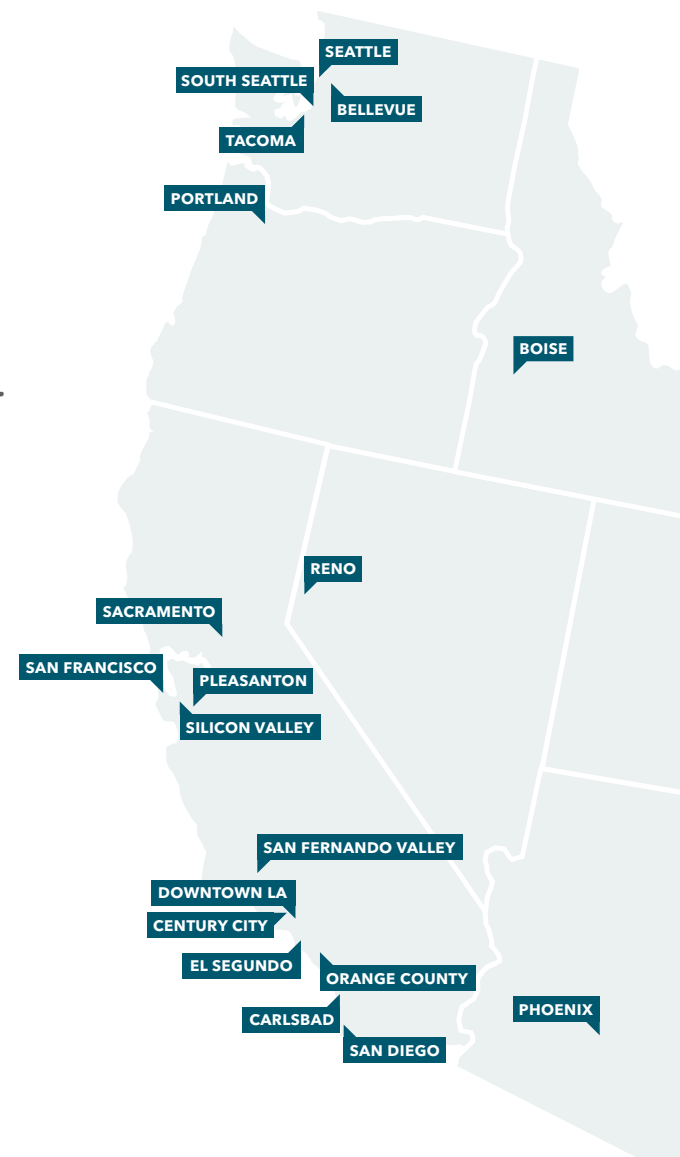 SEATTLE
SOUTH SEATTLE
BELLEVUE
TACOMA
PORTLAND
BOISE
RENO
SACRAMENTO
SAN FRANCISCO
PLEASANTON
SILICON VALLEY
SAN FERNANDO VALLEY
DOWNTOWN LA
CENTURY CITY
EL SEGUNDO
ORANGE COUNTY
PHOENIX
CARLSBAD
SAN DIEGO